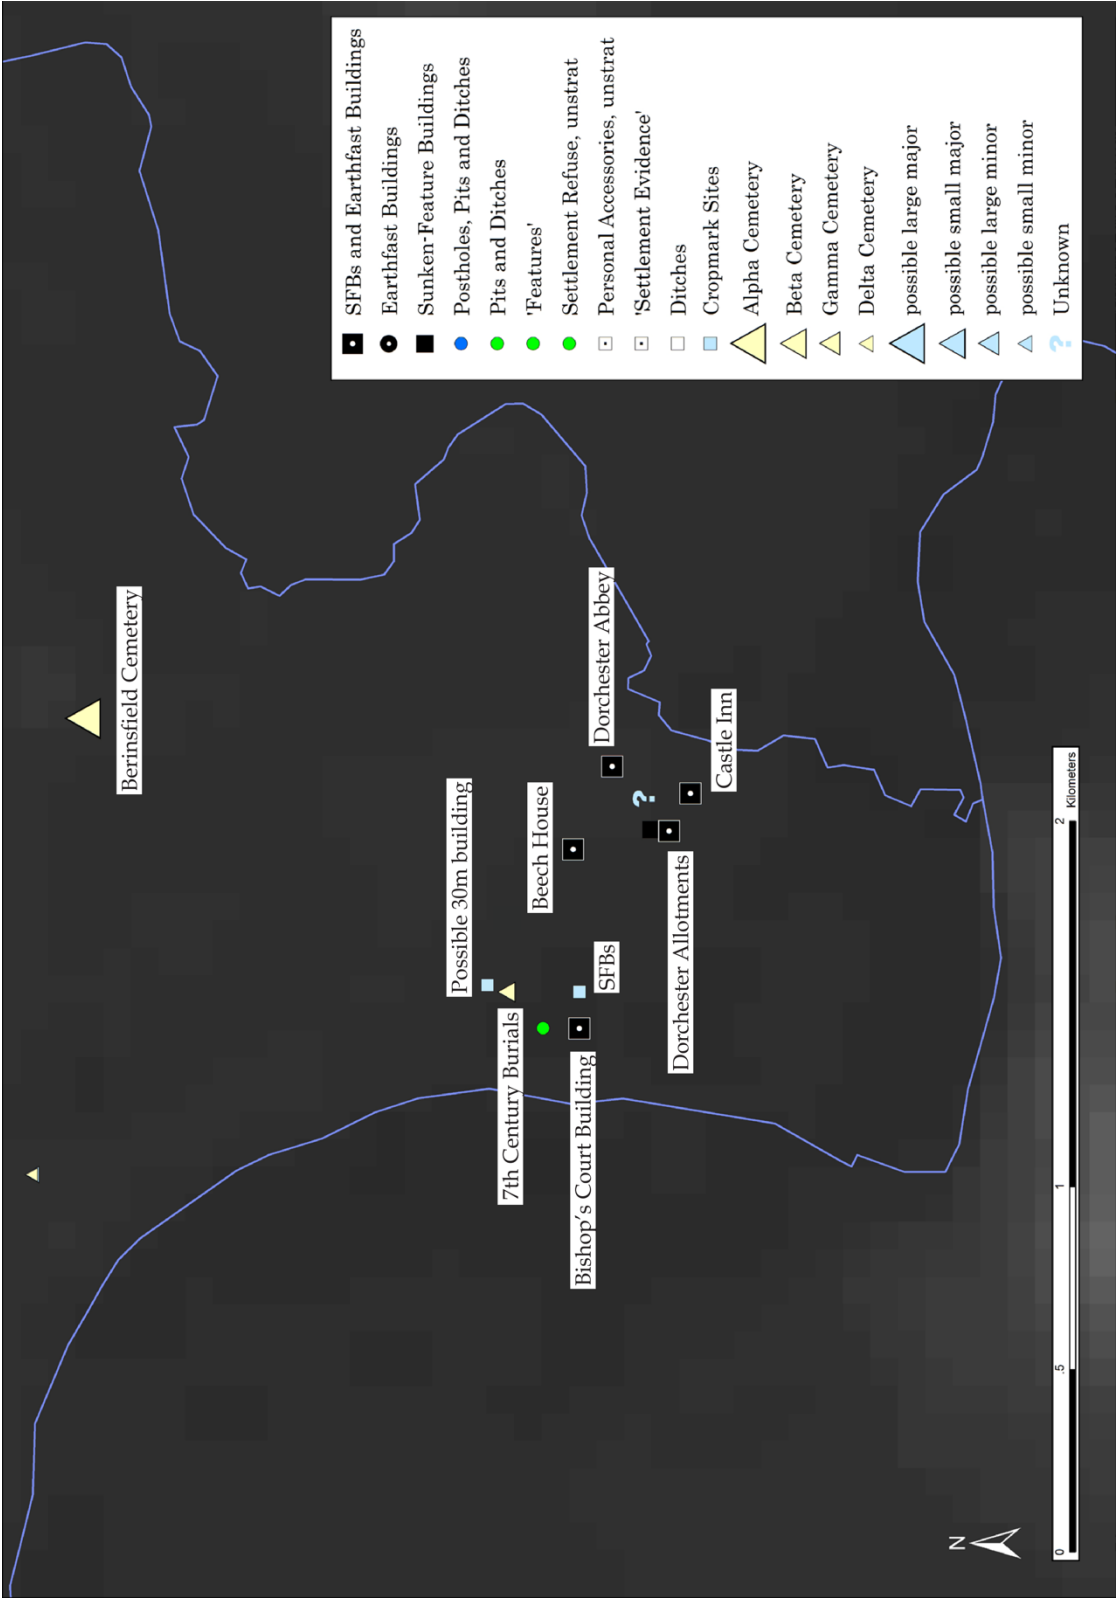 Berinsfield Cemetery
Possible 30m building
Beech House
Dorchester Abbey
7th Century Burials
SFBs
?
Castle Inn
Bishop's Court Building
Dorchester Allotments
SFBs and Earthfast Buildings
Earthfast Buildings
Sunken-Feature Buildings
Postholes, Pits and Ditches
Pits and Ditches
'Features'
Settlement Refuse, unstrat
Personal Accessories, unstrat
'Settlement Evidence'
Ditches
Cropmark Sites
Alpha Cemetery
Beta Cemetery
Gamma Cemetery
Delta Cemetery
possible large major
possible small major
possible large minor
possible small minor
? Unknown
N
0 .5 1 2
Kilometers